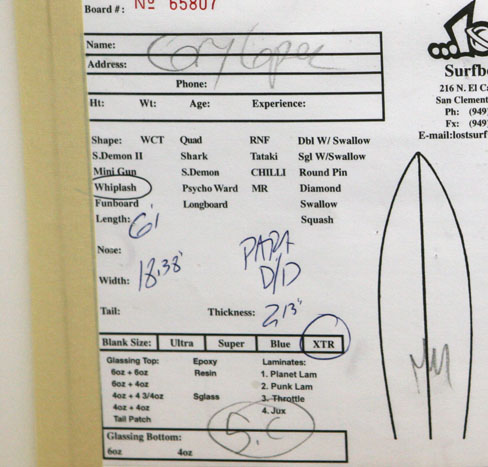 Board #: Nº 65807
Name: Cory Lopez
Address:
Phone:
Ht: Wt: Age: Experience:
Surfbo
216 N. El Ca
San Clement
Ph: (949)
Fx: (949)
E-mail:lostsurf
Shape: WCT Quad RNF Dbl W/ Swallow
S.Demon II Shark Tataki Sgl W/Swallow
Mini Gun S.Demon CHILLI Round Pin
Whiplash Psycho Ward MR Diamond
Funboard Longboard Swallow
Length: 6' Squash
Nose:
PAPA
D/D
Width: 18,38"
Tail: Thickness: 2,13"
Blank Size: Ultra Super Blue XTR
Glassing Top: Epoxy Laminates:
6oz + 6oz Resin 1. Planet Lam
6oz + 4oz 2. Punk Lam
4oz + 4 3/4oz Sglass 3. Throttle
4oz + 4oz 4. Jux
Tail Patch
5.C
Glassing Bottom:
6oz 4oz